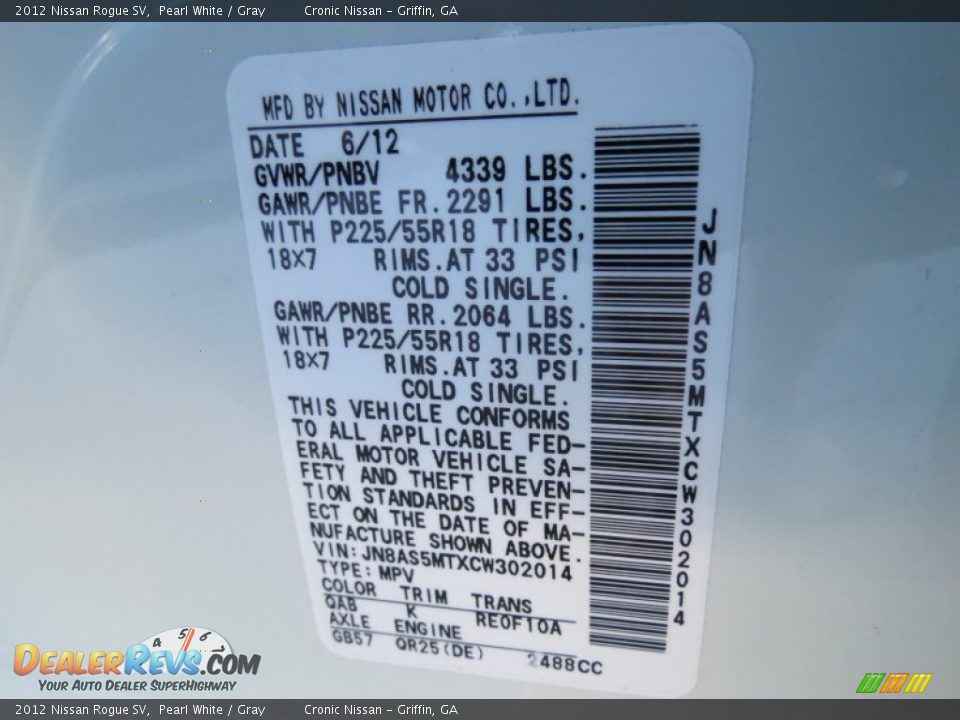 2012 Nissan Rogue SV, Pearl White / Gray Cronic Nissan - Griffin, GA
MFD BY NISSAN MOTOR CO.,LTD.
DATE 6/12
GVWR/PNBV 4339 LBS.
GAWR/PNBE FR.2291 LBS.
WITH P225/55R18 TIRES,
18X7 RIMS.AT 33 PSI
COLD SINGLE.
GAWR/PNBE RR.2064 LBS.
WITH P225/55R18 TIRES,
18X7 RIMS.AT 33 PSI
COLD SINGLE.
THIS VEHICLE CONFORMS
TO ALL APPLICABLE FED-
ERAL MOTOR VEHICLE SA-
FETY AND THEFT PREVEN-
TION STANDARDS IN EFF-
ECT ON THE DATE OF MA-
NUFACTURE SHOWN ABOVE.
VIN:JN8AS5MTXCW302014
TYPE:MPV
COLOR TRIM TRANS
QAB K RE0F10A
AXLE ENGINE
GB57 QR25(DE) 2488CC
JN8AS5MTXCW302014
4 5 6
DEALERREVS.COM
YOUR AUTO DEALER SUPERHIGHWAY
2012 Nissan Rogue SV, Pearl White / Gray Cronic Nissan - Griffin, GA